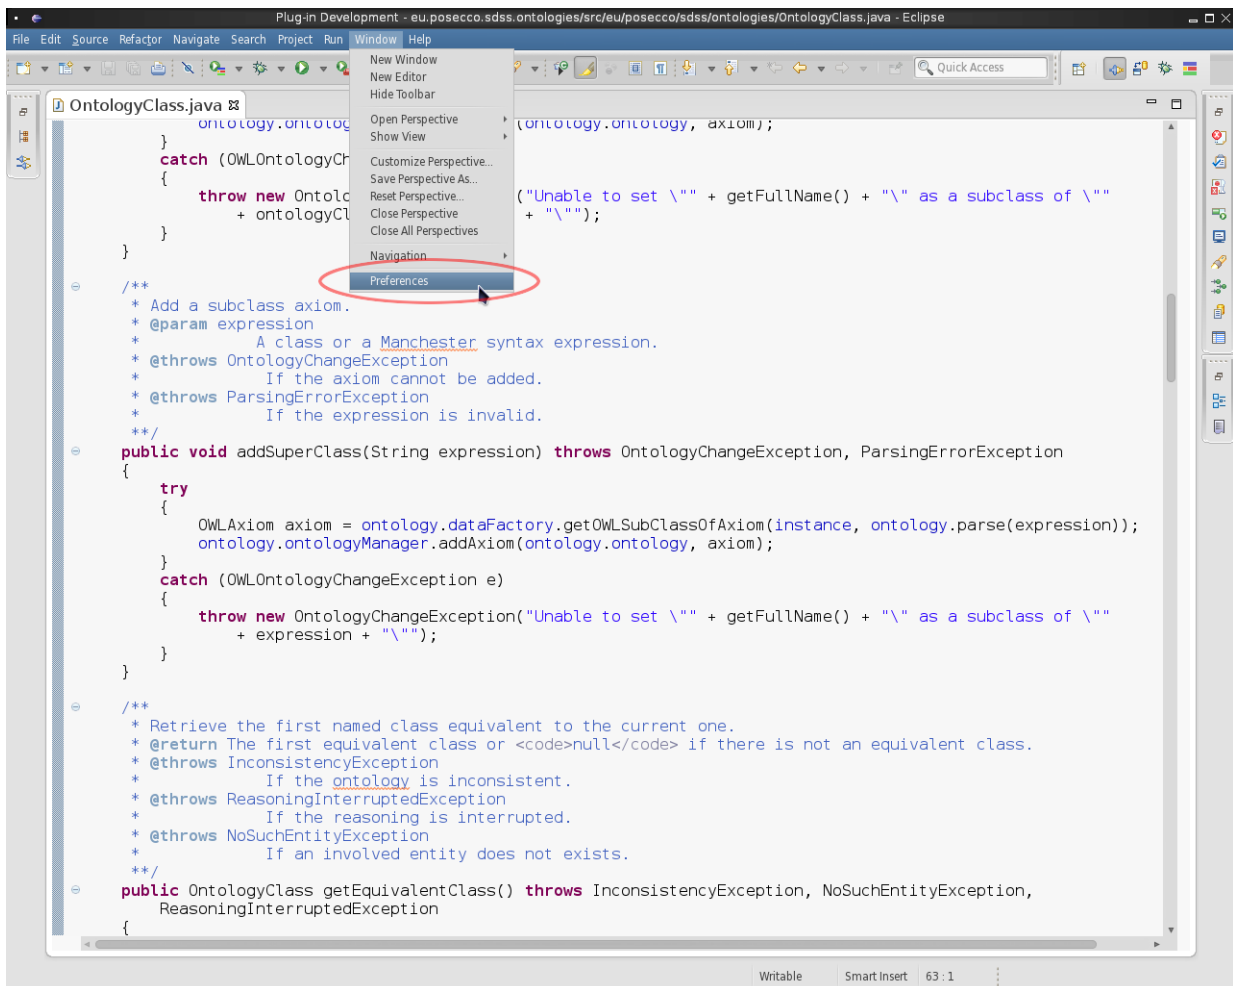 Plug-in Development - eu.posecco.sdss.ontologies/src/eu/posecco/sdss/ontologies/OntologyClass.java - Eclipse
File Edit Source Refactor Navigate Search Project Run Window Help
Quick Access
New Window
New Editor
Hide Toolbar
Open Perspective
Show View
Customize Perspective...
Save Perspective As...
Reset Perspective...
Close Perspective
Close All Perspectives
Navigation
Preferences
OntologyClass.java
ontology.ontolog (ontology.ontology, axiom);
}
catch (OWLOntologyCh
{
throw new Ontolo ("Unable to set \"" + getFullName() + "\" as a subclass of \""
+ ontologyCl + "\"");
}
}
/**
* Add a subclass axiom.
* @param expression
* A class or a Manchester syntax expression.
* @throws OntologyChangeException
* If the axiom cannot be added.
* @throws ParsingErrorException
* If the expression is invalid.
**/
public void addSuperClass(String expression) throws OntologyChangeException, ParsingErrorException
{
try
{
OWLAxiom axiom = ontology.dataFactory.getOWLSubClassOfAxiom(instance, ontology.parse(expression));
ontology.ontologyManager.addAxiom(ontology.ontology, axiom);
}
catch (OWLOntologyChangeException e)
{
throw new OntologyChangeException("Unable to set \"" + getFullName() + "\" as a subclass of \""
+ expression + "\"");
}
}
/**
* Retrieve the first named class equivalent to the current one.
* @return The first equivalent class or <code>null</code> if there is not an equivalent class.
* @throws InconsistencyException
* If the ontology is inconsistent.
* @throws ReasoningInterruptedException
* If the reasoning is interrupted.
* @throws NoSuchEntityException
* If an involved entity does not exists.
**/
public OntologyClass getEquivalentClass() throws InconsistencyException, NoSuchEntityException,
ReasoningInterruptedException
{
Writable Smart Insert 63 : 1